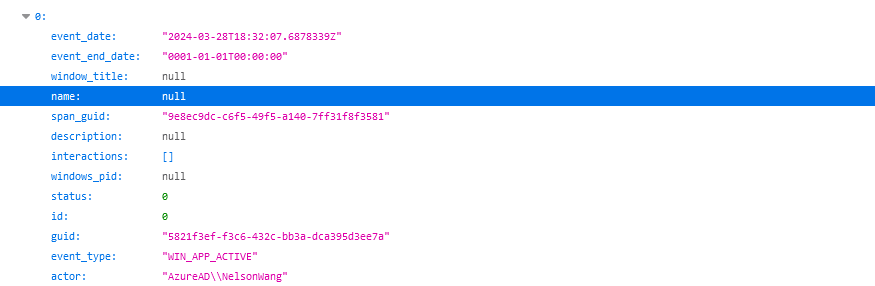 0:
event_date: "2024-03-28T18:32:07.6878339Z"
event_end_date: "0001-01-01T00:00:00"
window_title: null
name: null
span_guid: "9e8ec9dc-c6f5-49f5-a140-7ff31f8f3581"
description: null
interactions: []
windows_pid: null
status: 0
id: 0
guid: "5821f3ef-f3c6-432c-bb3a-dca395d3ee7a"
event_type: "WIN_APP_ACTIVE"
actor: "AzureAD\\NelsonWang"